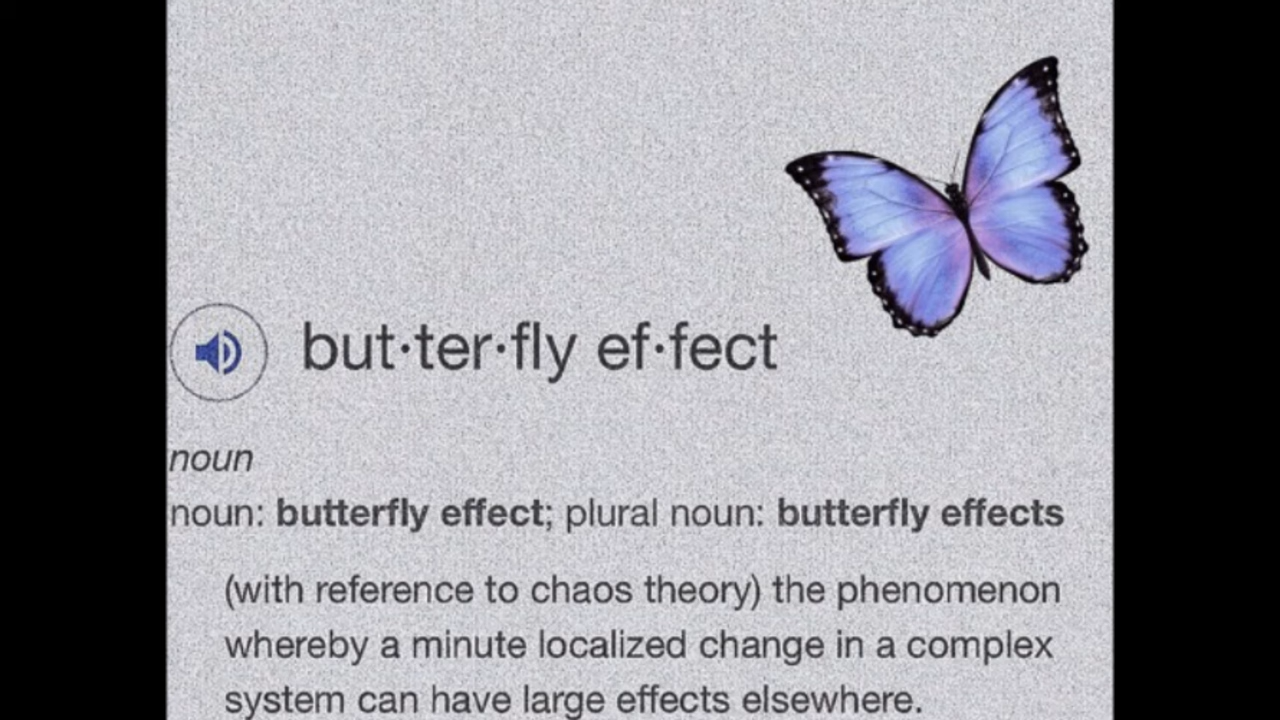 but·ter·fly ef·fect
noun
noun: butterfly effect; plural noun: butterfly effects
(with reference to chaos theory) the phenomenon
whereby a minute localized change in a complex
system can have large effects elsewhere.